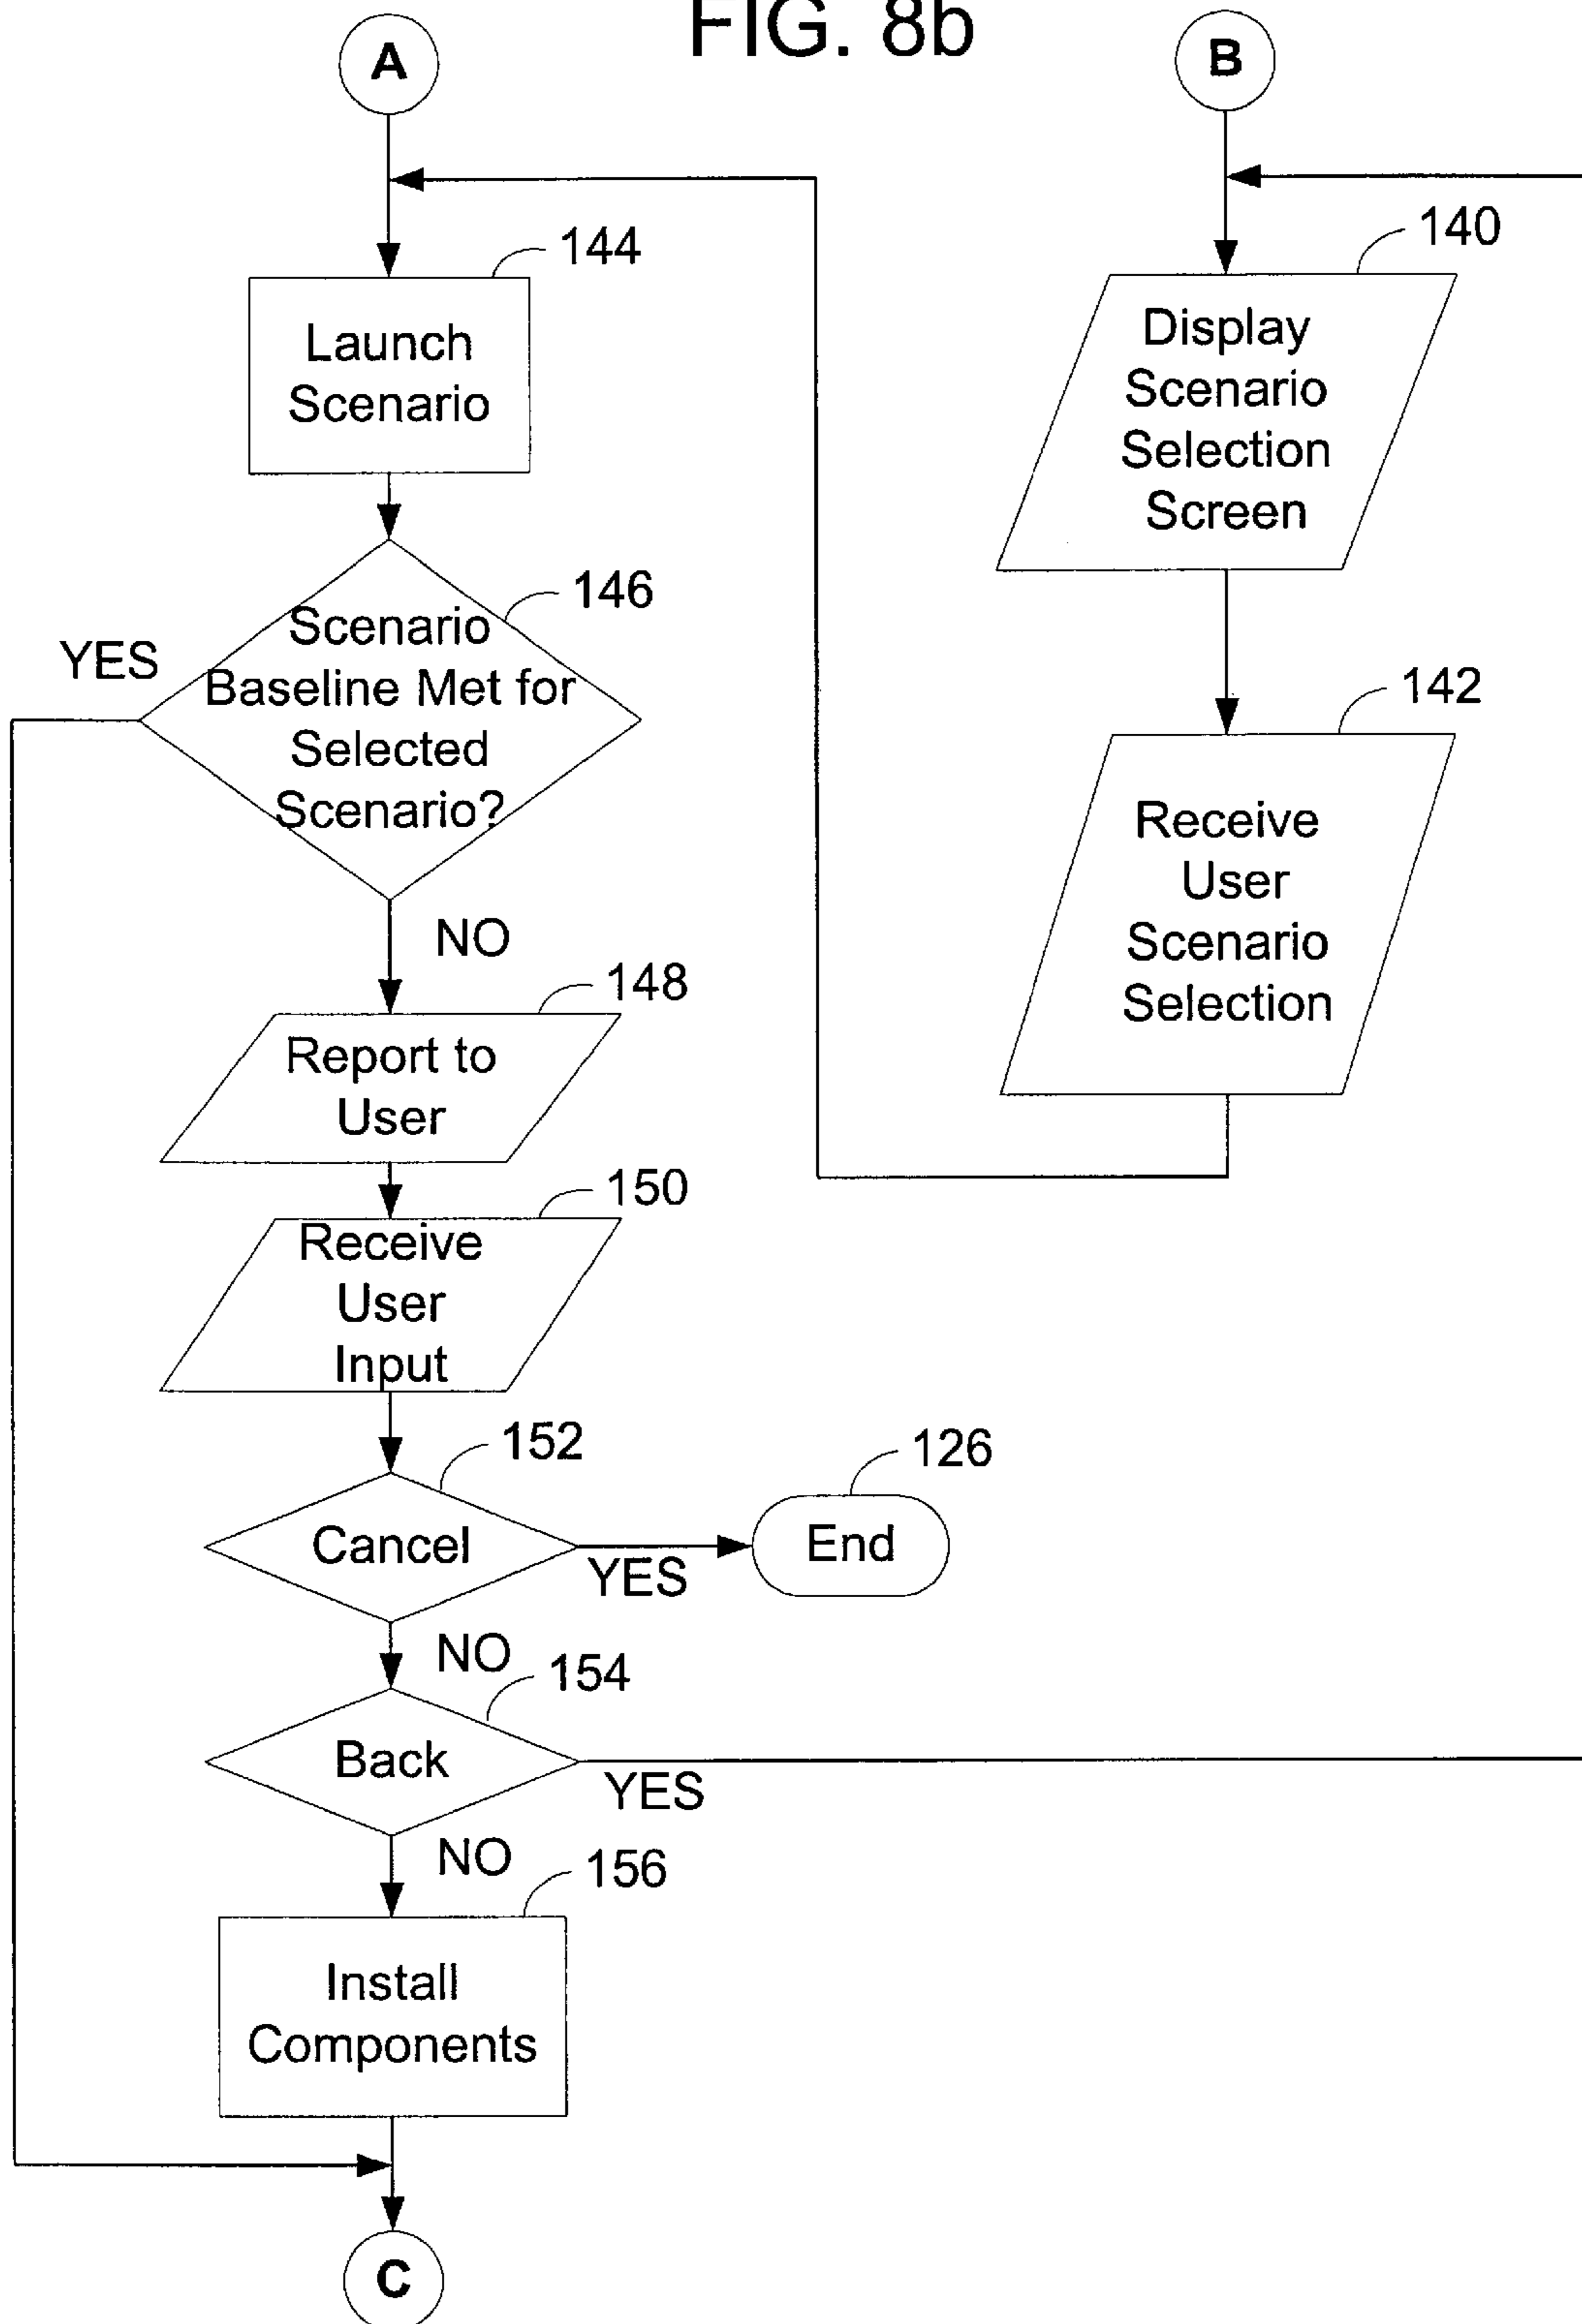 FIG. 8b
A
B
144
Launch
Scenario
140
Display
Scenario
Selection
Screen
146
Scenario
Baseline Met for
Selected
Scenario?
YES
NO
142
Receive
User
Scenario
Selection
148
Report to
User
150
Receive
User
Input
152
Cancel
YES
126
End
NO
154
Back
YES
NO
156
Install
Components
C